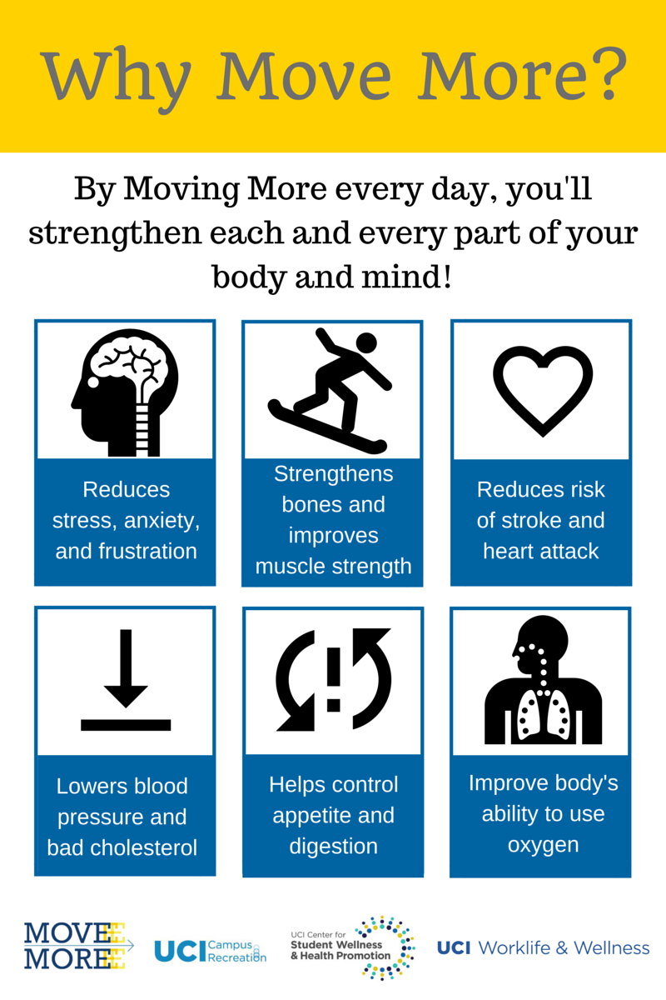 Why Move More?
By Moving More every day, you'll
strengthen each and every part of your
body and mind!
Reduces
stress, anxiety,
and frustration
Strengthens
bones and
improves
muscle strength
Reduces risk
of stroke and
heart attack
Lowers blood
pressure and
bad cholesterol
Helps control
appetite and
digestion
Improve body's
ability to use
oxygen
MOVE
MORE
UCI Campus
Recreation
UCI Center for
Student Wellness
& Health Promotion
UCI Worklife & Wellness